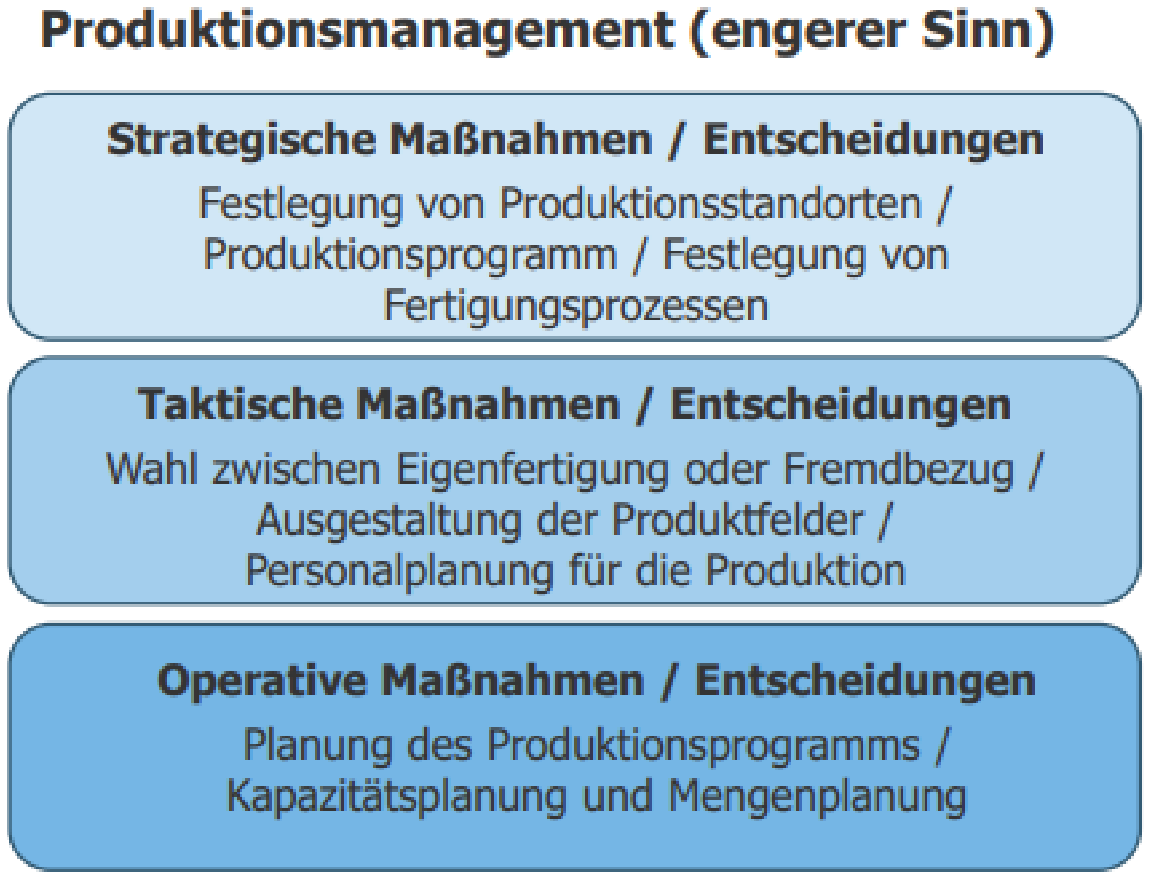 Produktionsmanagement (engerer Sinn)
Strategische Maßnahmen / Entscheidungen
Festlegung von Produktionsstandorten /
Produktionsprogramm / Festlegung von
Fertigungsprozessen
Taktische Maßnahmen / Entscheidungen
Wahl zwischen Eigenfertigung oder Fremdbezug /
Ausgestaltung der Produktfelder /
Personalplanung für die Produktion
Operative Maßnahmen / Entscheidungen
Planung des Produktionsprogramms /
Kapazitätsplanung und Mengenplanung